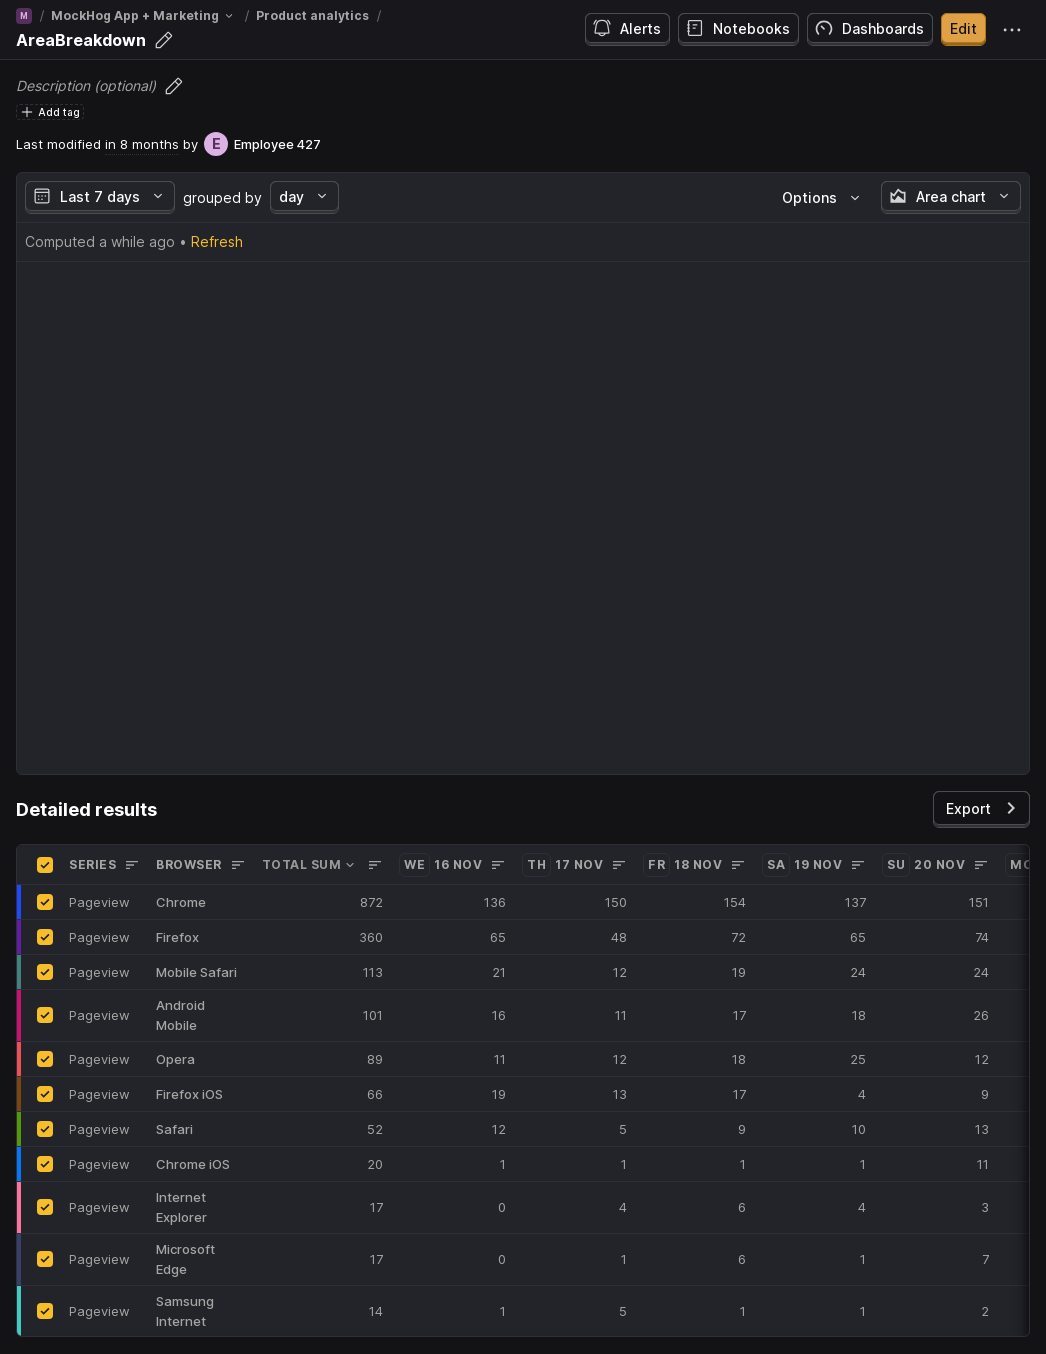 M / MockHog App + Marketing / Product analytics /
AreaBreakdown
Alerts
Notebooks
Dashboards
Edit
Description (optional)
Add tag
Last modified in 8 months by E Employee 427
Last 7 days grouped by day Options Area chart
Computed a while ago • Refresh
Detailed results
Export
SERIES BROWSER TOTAL SUM WE 16 NOV TH 17 NOV FR 18 NOV SA 19 NOV SU 20 NOV
Pageview Chrome 872 136 150 154 137 151
Pageview Firefox 360 65 48 72 65 74
Pageview Mobile Safari 113 21 12 19 24 24
Pageview Android
Mobile 101 16 11 17 18 26
Pageview Opera 89 11 12 18 25 12
Pageview Firefox iOS 66 19 13 17 4 9
Pageview Safari 52 12 5 9 10 13
Pageview Chrome iOS 20 1 1 1 1 11
Pageview Internet
Explorer 17 0 4 6 4 3
Pageview Microsoft
Edge 17 0 1 6 1 7
Pageview Samsung
Internet 14 1 5 1 1 2